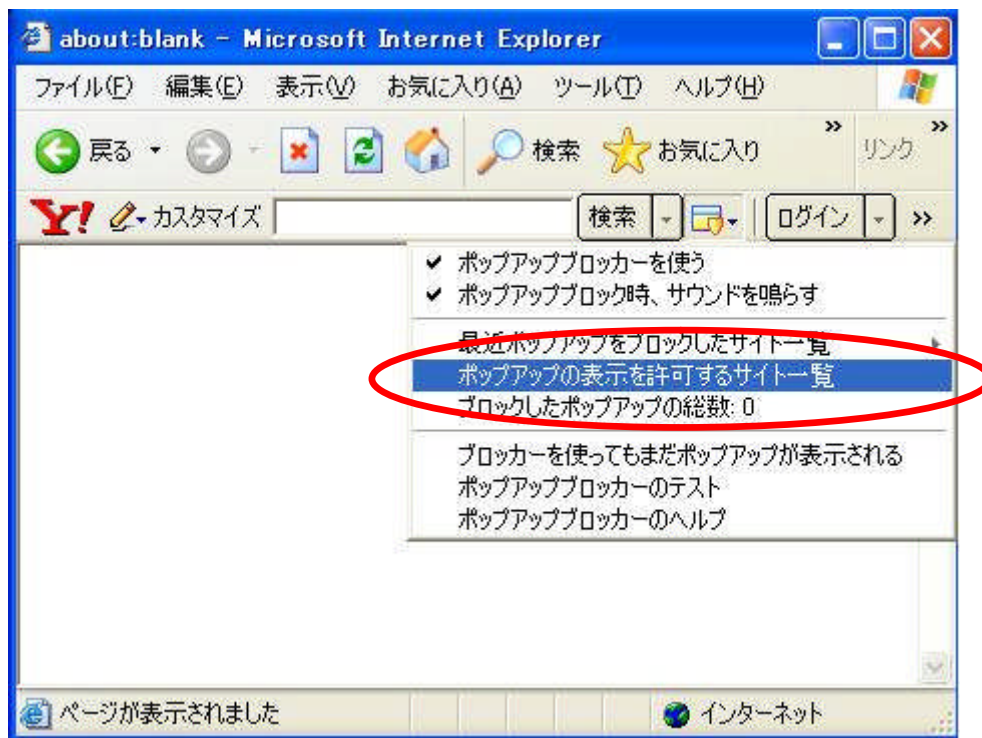 about:blank - Microsoft Internet Explorer
ファイル(F) 編集(E) 表示(V) お気に入り(A) ツール(T) ヘルプ(H)
戻る 検索 お気に入り » リンク »
Y! カスタマイズ 検索 ログイン »
ポップアップブロッカーを使う
ポップアップブロック時、サウンドを鳴らす
最近ポップアップをブロックしたサイト一覧
ポップアップの表示を許可するサイト一覧
ブロックしたポップアップの総数: 0
ブロッカーを使ってもまだポップアップが表示される
ポップアップブロッカーのテスト
ポップアップブロッカーのヘルプ
ページが表示されました インターネット